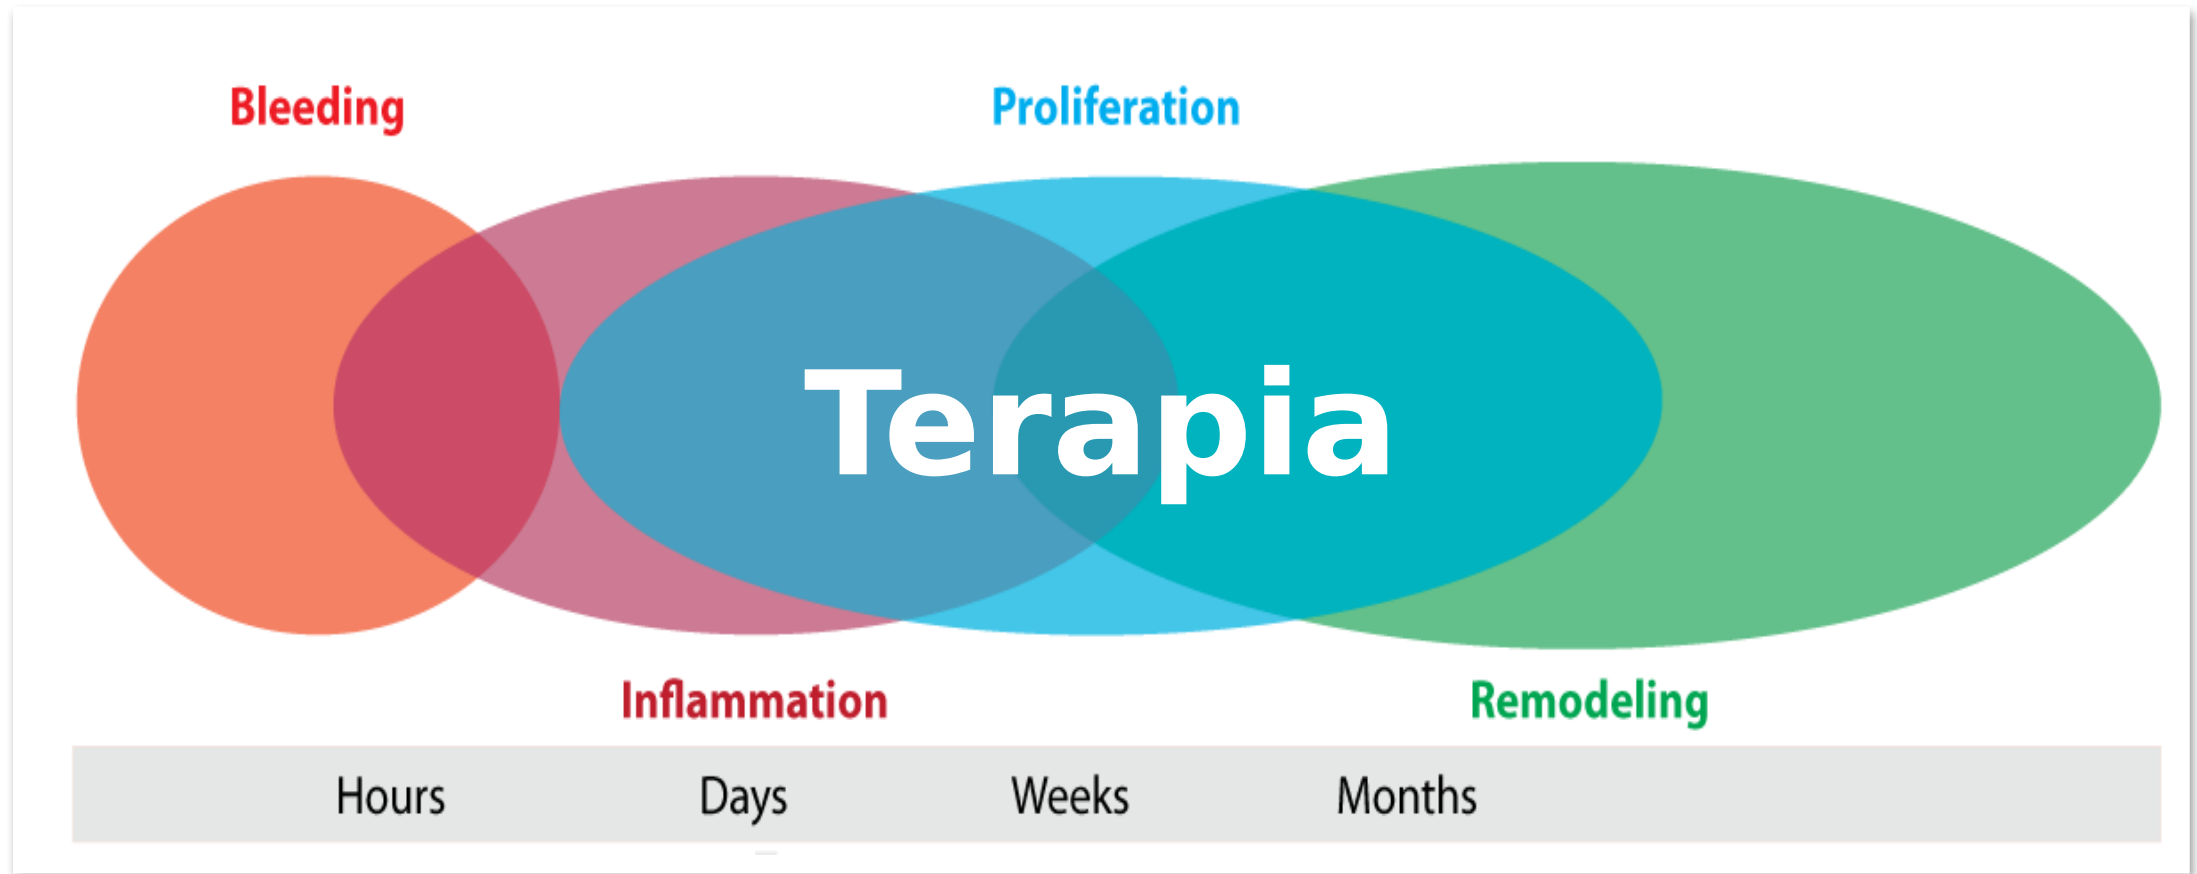 Bleeding
Proliferation
Terapia
Inflammation
Remodeling
Hours
Days
Weeks
Months